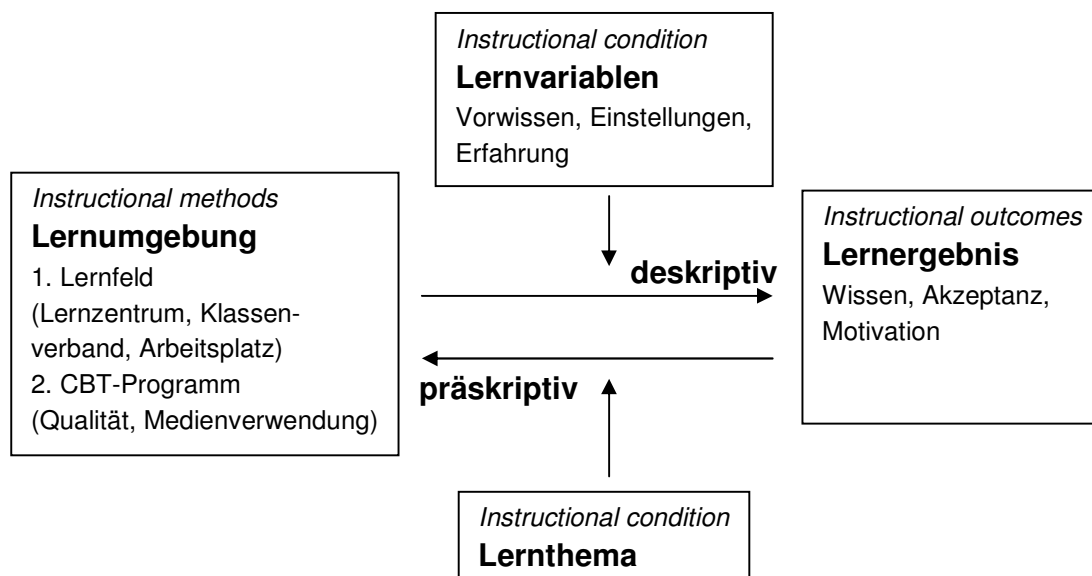 Instructional condition
Lernvariablen
Vorwissen, Einstellungen,
Erfahrung
Instructional methods
Lernumgebung
1. Lernfeld
(Lernzentrum, Klassen-
verband, Arbeitsplatz)
2. CBT-Programm
(Qualität, Medienverwendung)
deskriptiv
präskriptiv
Instructional outcomes
Lernergebnis
Wissen, Akzeptanz,
Motivation
Instructional condition
Lernthema